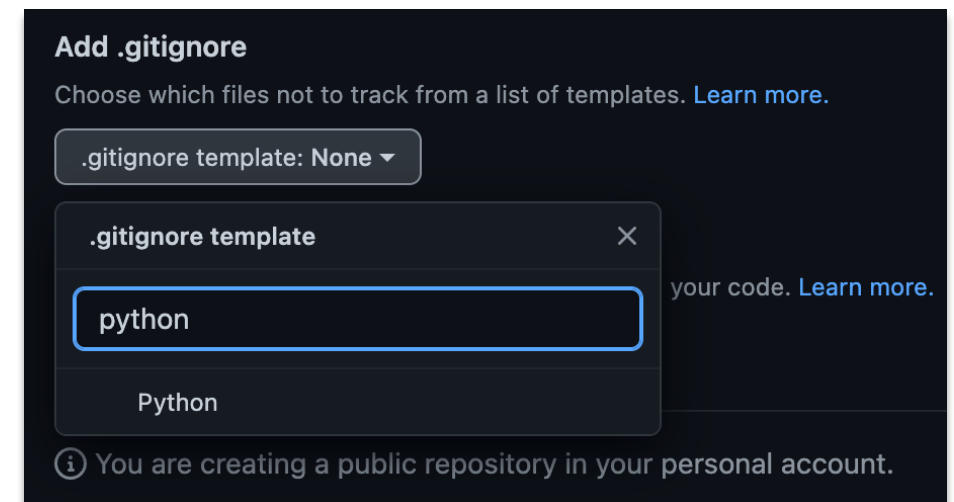 Add .gitignore
Choose which files not to track from a list of templates. Learn more.
.gitignore template: None
.gitignore template
your code. Learn more.
python
Python
You are creating a public repository in your personal account.